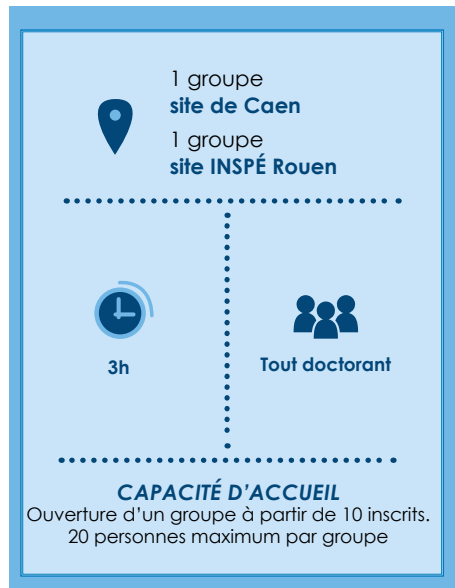 1 groupe
site de Caen
1 groupe
site INSPÉ Rouen
3h
Tout doctorant
CAPACITÉ D’ACCUEIL
Ouverture d’un groupe à partir de 10 inscrits.
20 personnes maximum par groupe